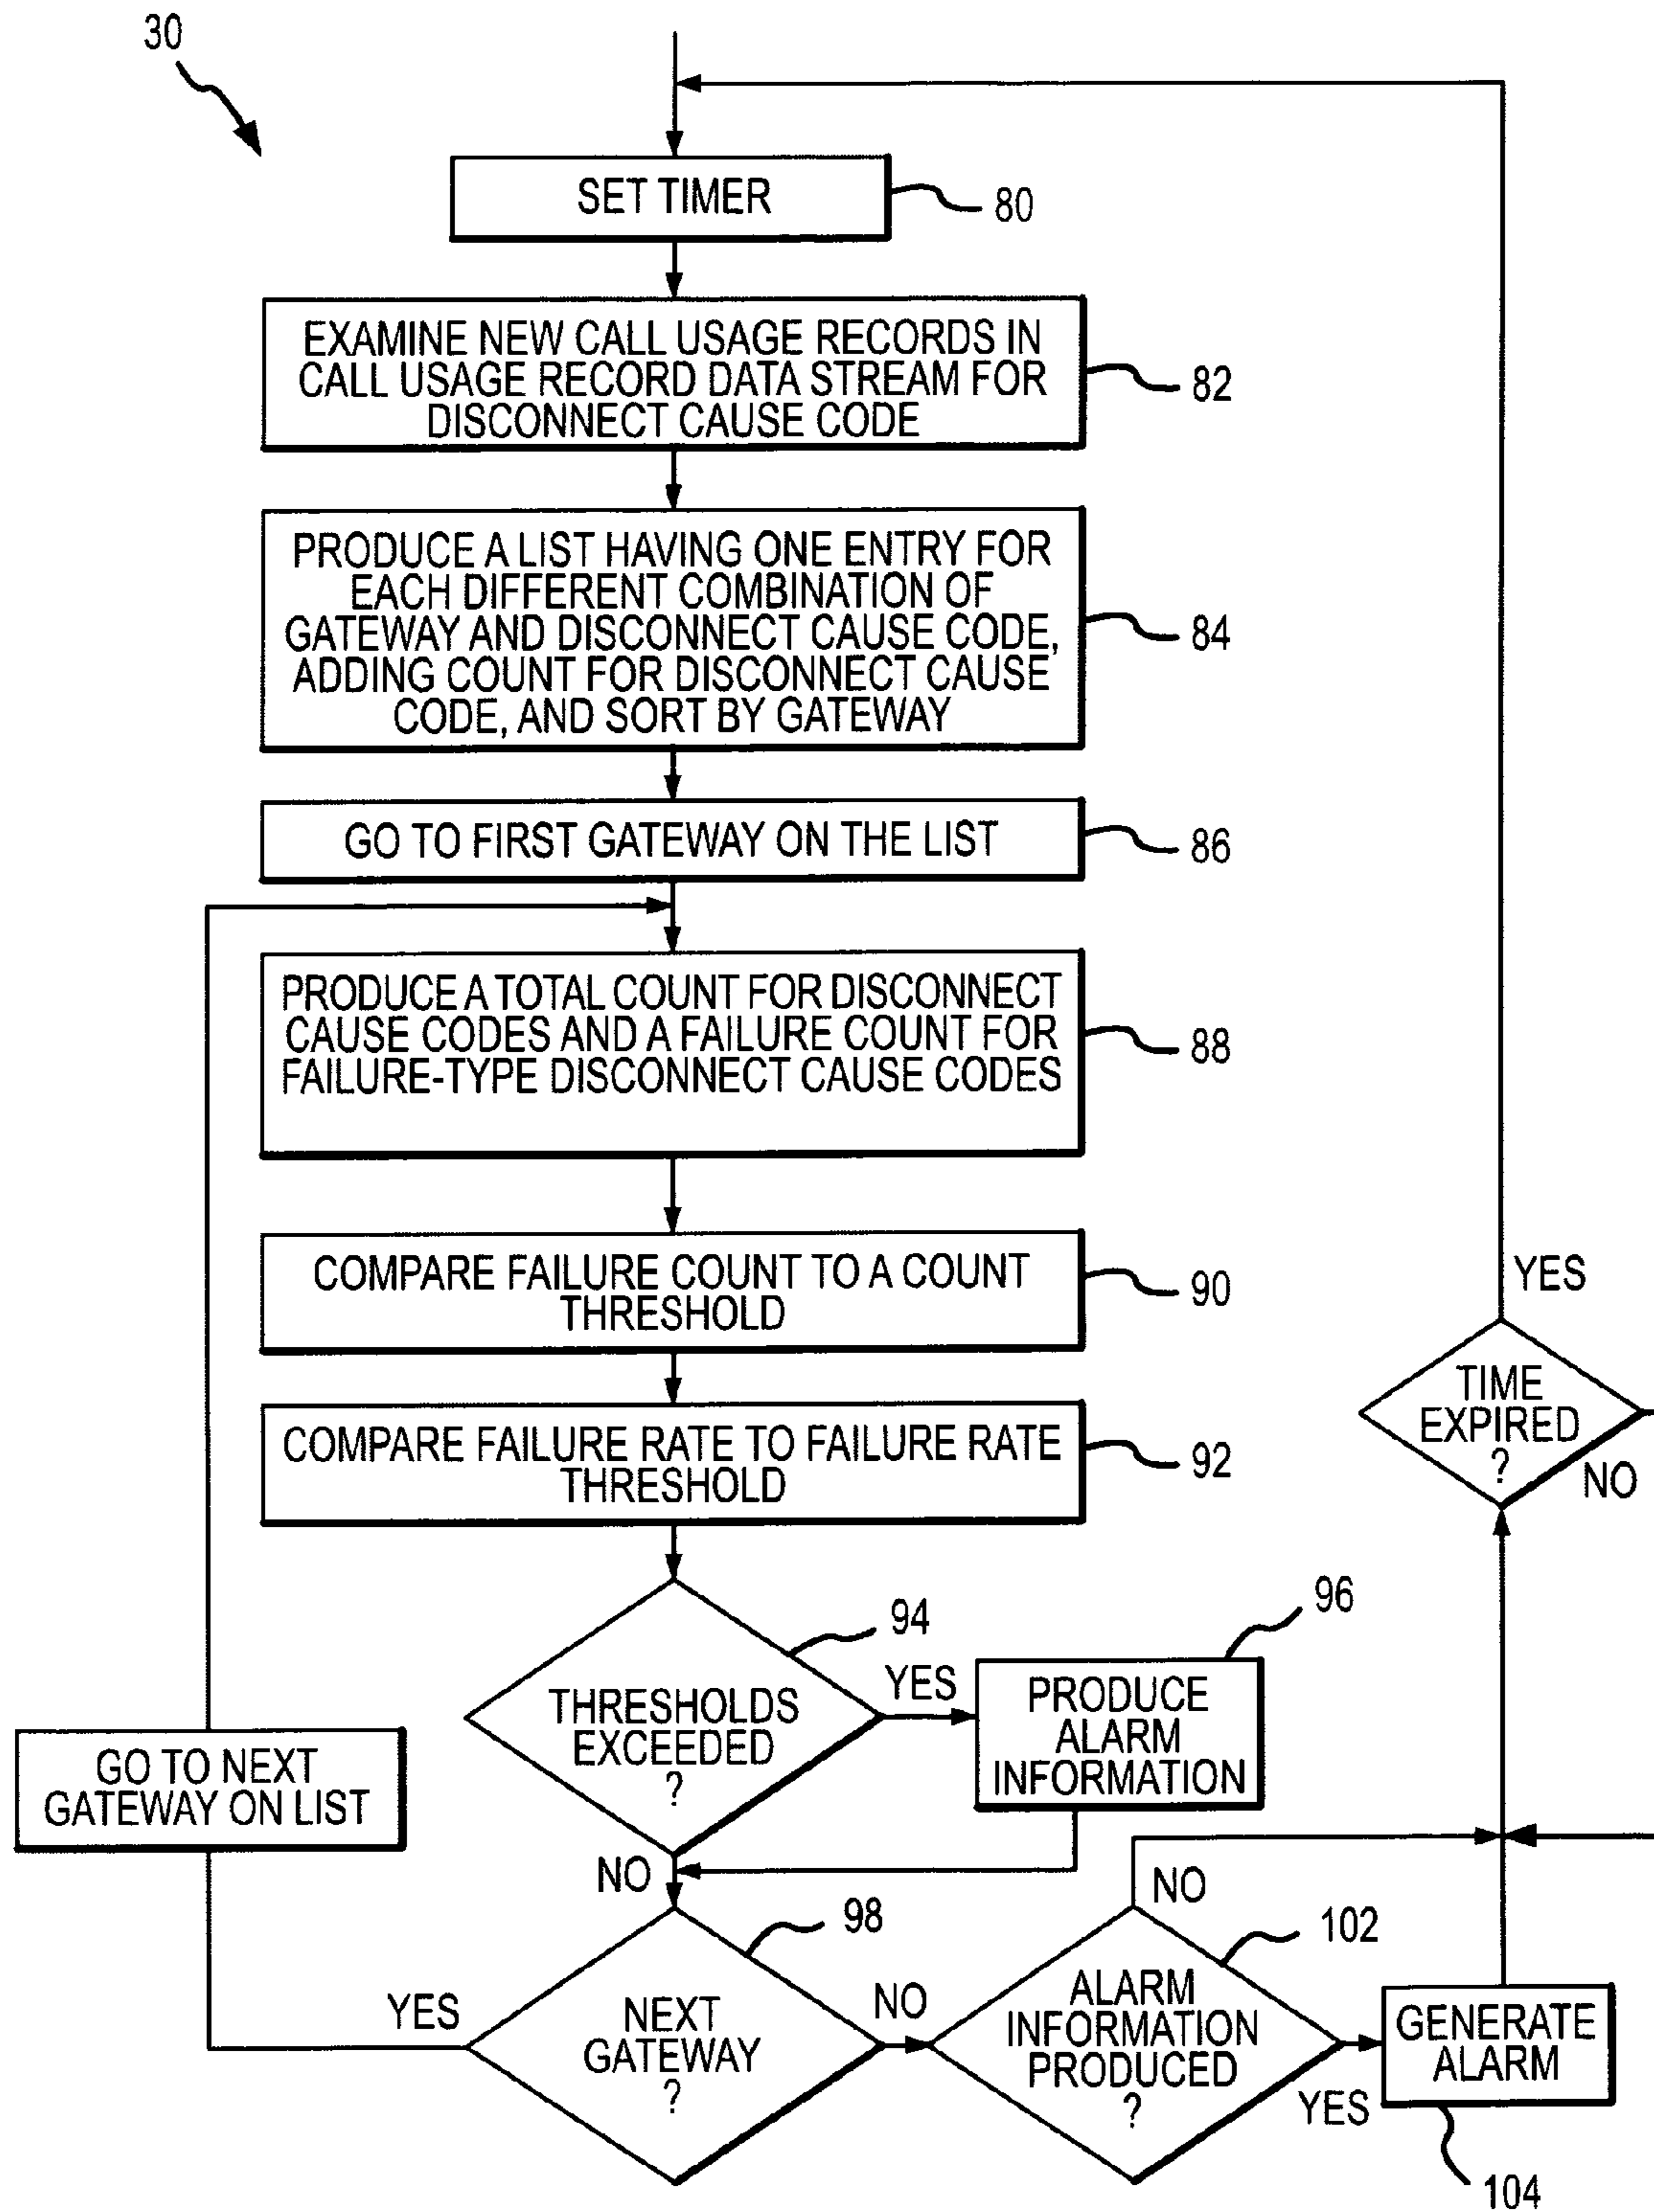 30
SET TIMER
80
EXAMINE NEW CALL USAGE RECORDS IN
CALL USAGE RECORD DATA STREAM FOR
DISCONNECT CAUSE CODE
82
PRODUCE A LIST HAVING ONE ENTRY FOR
EACH DIFFERENT COMBINATION OF
GATEWAY AND DISCONNECT CAUSE CODE,
ADDING COUNT FOR DISCONNECT CAUSE
CODE, AND SORT BY GATEWAY
84
GO TO FIRST GATEWAY ON THE LIST
86
PRODUCE A TOTAL COUNT FOR DISCONNECT
CAUSE CODES AND A FAILURE COUNT FOR
FAILURE-TYPE DISCONNECT CAUSE CODES
88
COMPARE FAILURE COUNT TO A COUNT
THRESHOLD
90
YES
TIME
EXPIRED
?
NO
COMPARE FAILURE RATE TO FAILURE RATE
THRESHOLD
92
94
THRESHOLDS
EXCEEDED
?
YES
NO
96
PRODUCE
ALARM
INFORMATION
GO TO NEXT
GATEWAY ON LIST
98
NEXT
GATEWAY
?
YES
NO
102
ALARM
INFORMATION
PRODUCED
?
NO
YES
GENERATE
ALARM
104